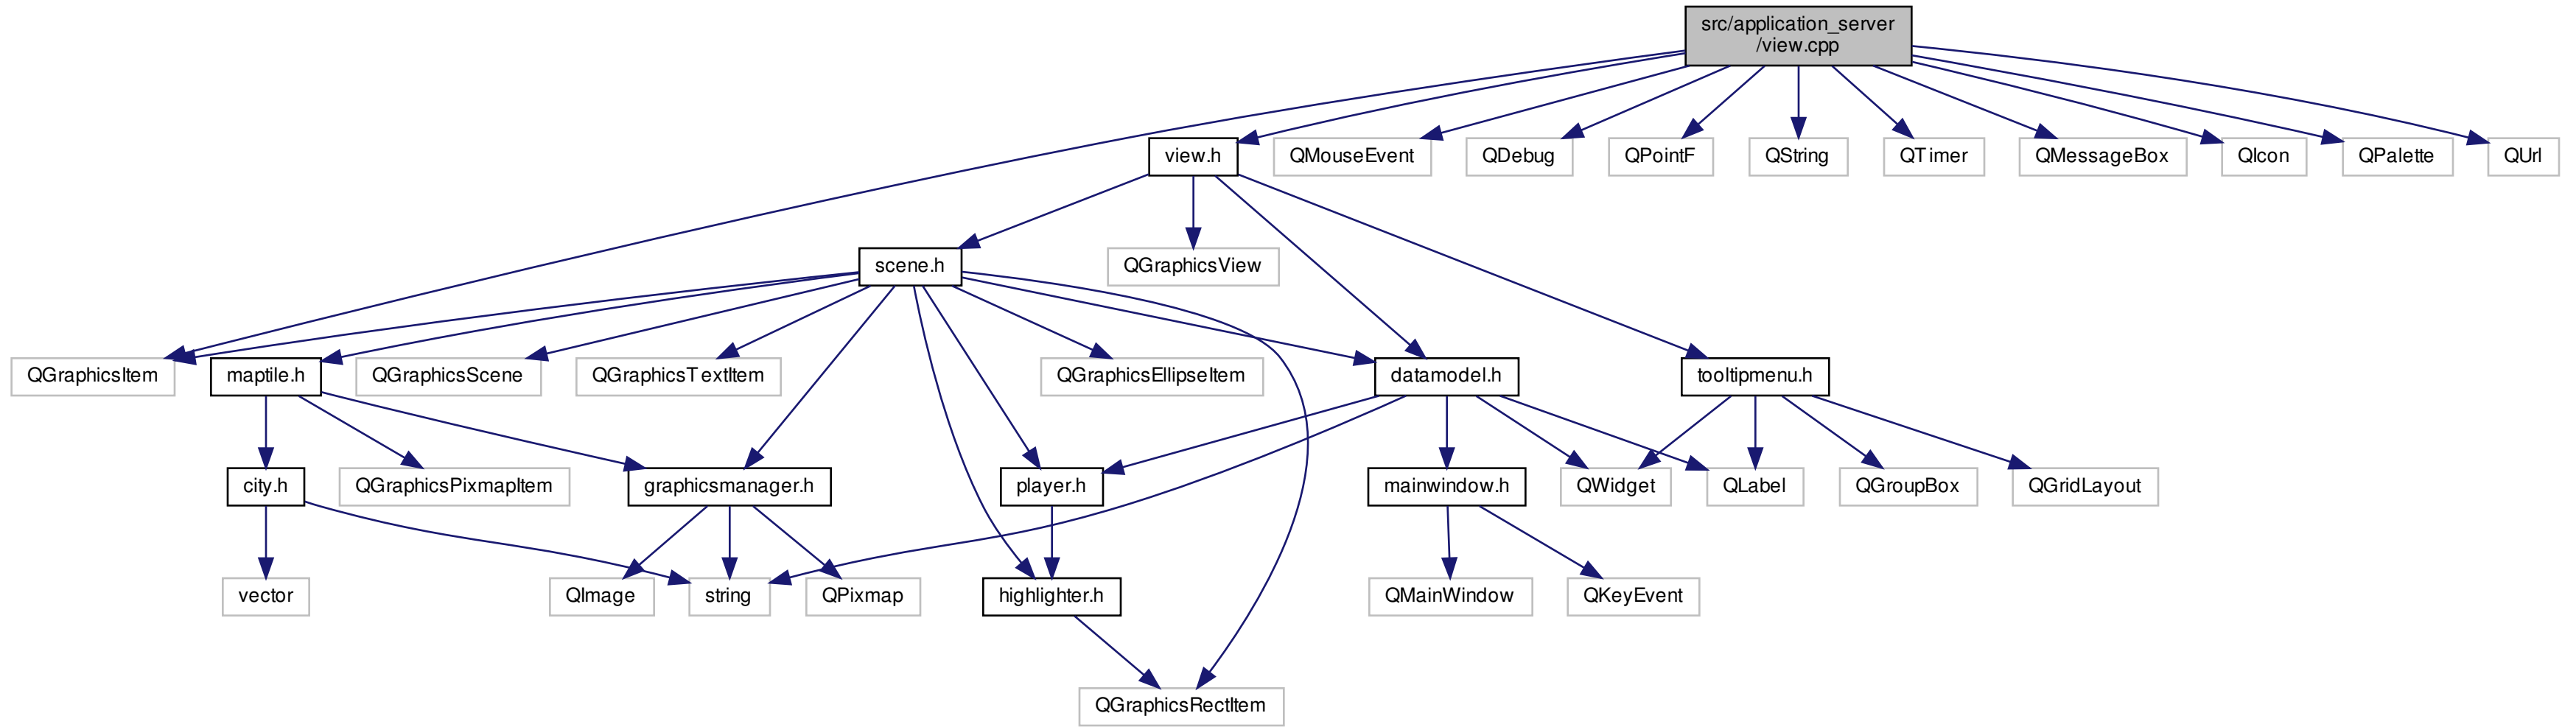 src/application_server
/view.cpp
view.h
QMouseEvent
QDebug
QPointF
QString
QTimer
QMessageBox
QIcon
QPalette
QUrl
scene.h
QGraphicsView
QGraphicsItem
maptile.h
QGraphicsScene
QGraphicsTextItem
QGraphicsEllipseItem
datamodel.h
tooltipmenu.h
city.h
QGraphicsPixmapItem
graphicsmanager.h
player.h
mainwindow.h
QWidget
QLabel
QGroupBox
QGridLayout
vector
QImage
string
QPixmap
highlighter.h
QMainWindow
QKeyEvent
QGraphicsRectItem